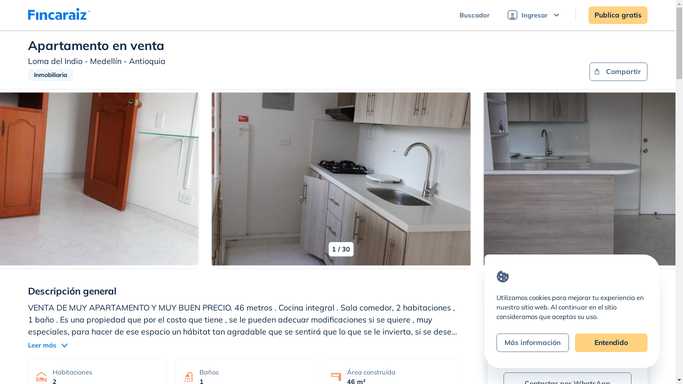 Fincaraiz
Buscador
Ingresar
Publica gratis
Apartamento en venta
Loma del Indio - Medellín - Antioquia
Inmobiliaria
Compartir
1 / 30
Descripción general
VENTA DE MUY APARTAMENTO Y MUY BUEN PRECIO. 46 metros . Cocina integral . Sala comedor, 2 habitaciones ,
1 baño . Es una propiedad que por el costo que tiene , se le pueden adecuar modificaciones si se quiere , muy
especiales, para hacer de ese espacio un hábitat tan agradable que se sentirá que lo que se le invierta, si se dese...
Leer más
Habitaciones
2
Baños
1
Área construida
46 m²
Utilizamos cookies para mejorar tu experiencia en
nuestro sitio web. Al continuar en el sitio
consideramos que aceptas su uso.
Más información
Entendido
Contactar por WhatsApp